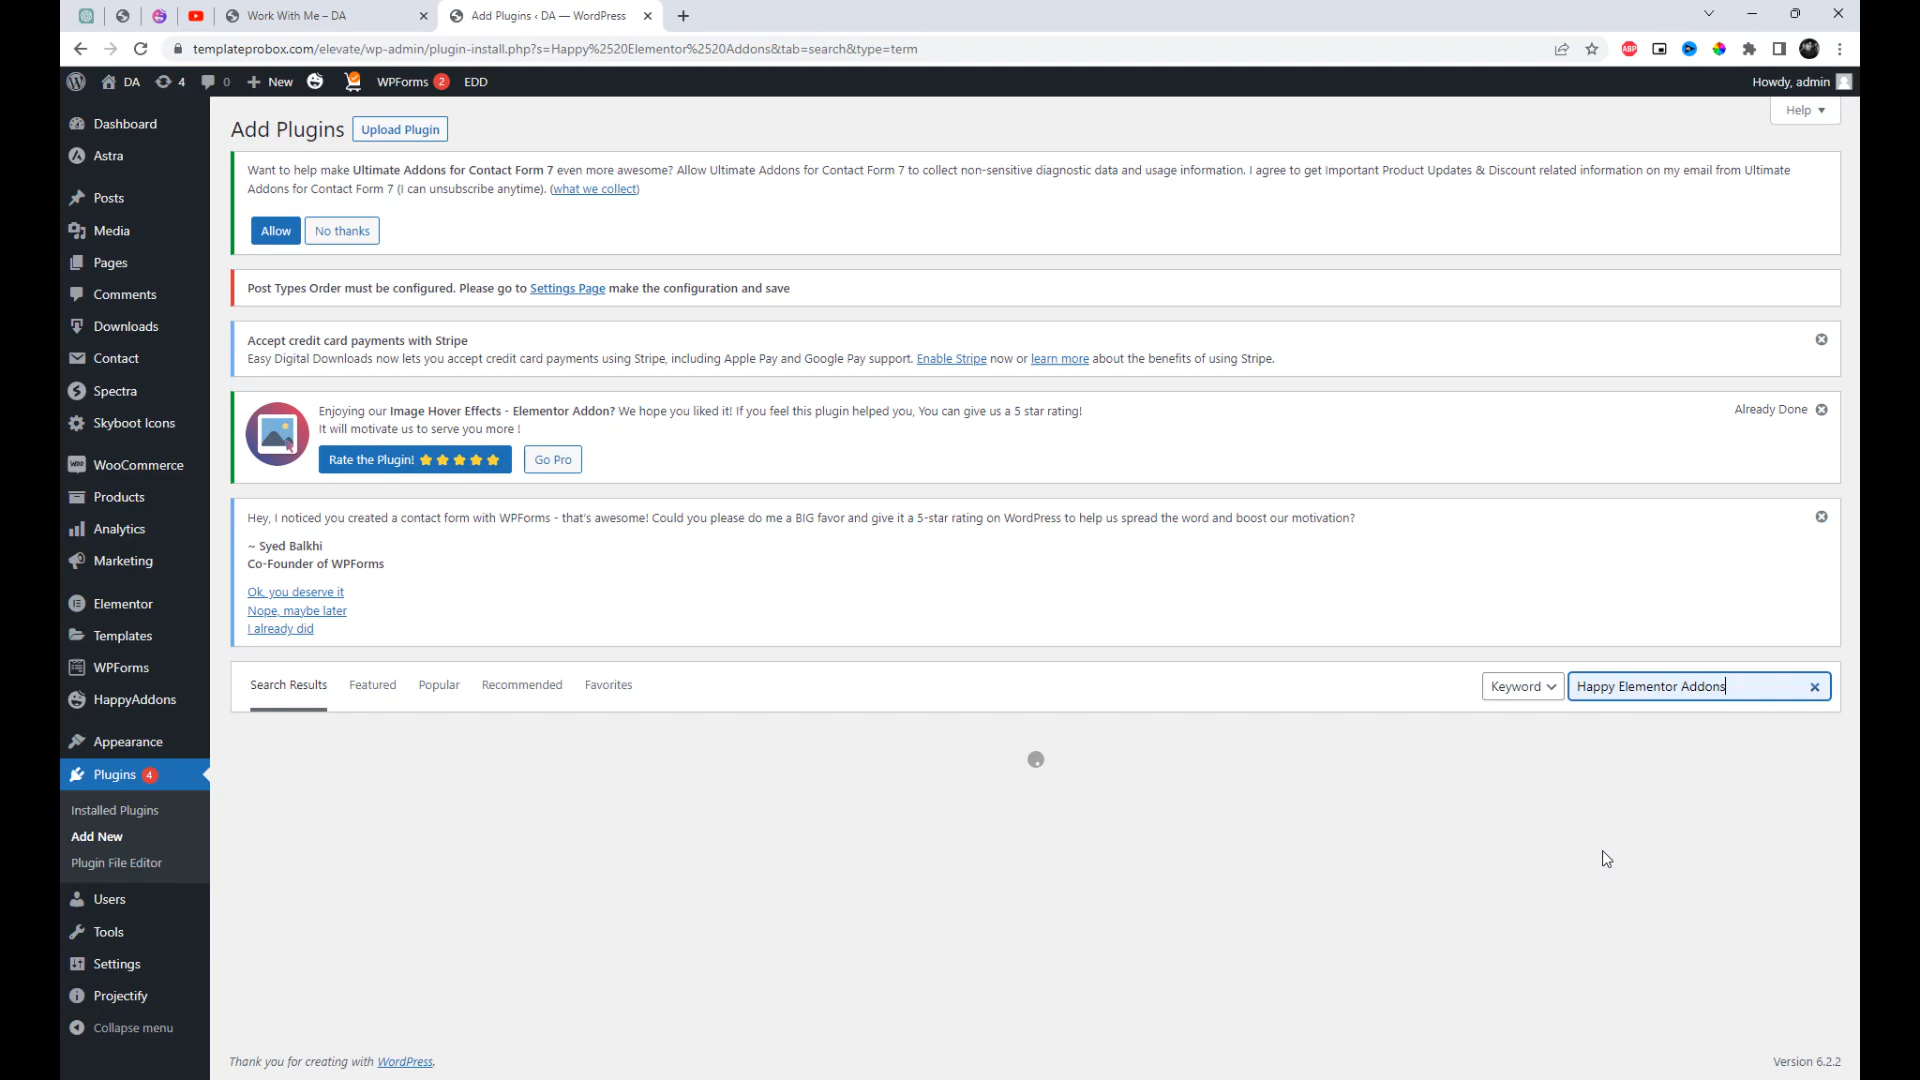 Work With Me – DA
Add Plugins ‹ DA — WordPress
templateprobox.com/elevate/wp-admin/plugin-install.php?s=Happy%2520Elementor%2520Addons&tab=search&type=term
ABP
DA
4
0
New
WPForms 2
EDD
Howdy, admin
Dashboard
Astra
Posts
Media
Pages
Comments
Downloads
Contact
Spectra
Skyboot Icons
WooCommerce
Products
Analytics
Marketing
Elementor
Templates
WPForms
HappyAddons
Appearance
Plugins 4
Installed Plugins
Add New
Plugin File Editor
Users
Tools
Settings
Projectify
Collapse menu
Help
Add Plugins
Upload Plugin
Want to help make Ultimate Addons for Contact Form 7 even more awesome? Allow Ultimate Addons for Contact Form 7 to collect non-sensitive diagnostic data and usage information. I agree to get Important Product Updates & Discount related information on my email from Ultimate
Addons for Contact Form 7 (I can unsubscribe anytime). (what we collect)
Allow
No thanks
Post Types Order must be configured. Please go to Settings Page make the configuration and save
Accept credit card payments with Stripe
Easy Digital Downloads now lets you accept credit card payments using Stripe, including Apple Pay and Google Pay support. Enable Stripe now or learn more about the benefits of using Stripe.
Enjoying our Image Hover Effects - Elementor Addon? We hope you liked it! If you feel this plugin helped you, You can give us a 5 star rating!
It will motivate us to serve you more !
Already Done
Rate the Plugin!
Go Pro
Hey, I noticed you created a contact form with WPForms - that's awesome! Could you please do me a BIG favor and give it a 5-star rating on WordPress to help us spread the word and boost our motivation?
~ Syed Balkhi
Co-Founder of WPForms
Ok, you deserve it
Nope, maybe later
I already did
Search Results
Featured
Popular
Recommended
Favorites
Keyword
Happy Elementor Addons
Thank you for creating with WordPress.
Version 6.2.2